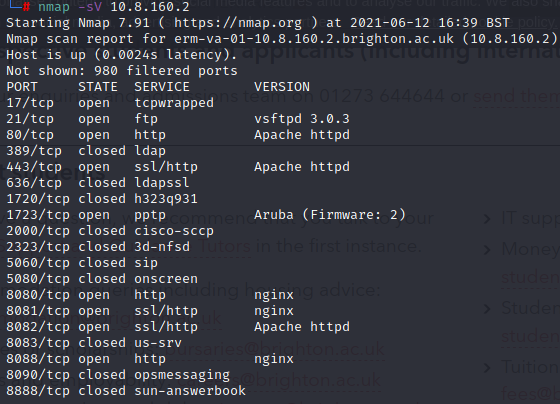 nmap -sV 10.8.160.2
Starting Nmap 7.91 ( https://nmap.org ) at 2021-06-12 16:39 BST
Nmap scan report for erm-va-01-10.8.160.2.brighton.ac.uk (10.8.160.2)
Host is up (0.0024s latency).
Not shown: 980 filtered ports
PORT STATE SERVICE VERSION
17/tcp open tcpwrapped
21/tcp open ftp vsftpd 3.0.3
80/tcp open http Apache httpd
389/tcp closed ldap
443/tcp open ssl/http Apache httpd
636/tcp closed ldapssl
1720/tcp closed h323q931
1723/tcp open pptp Aruba (Firmware: 2)
2000/tcp closed cisco-sccp
2323/tcp closed 3d-nfsd
5060/tcp closed sip
5080/tcp closed onscreen
8080/tcp open http nginx
8081/tcp open ssl/http nginx
8082/tcp open ssl/http Apache httpd
8083/tcp closed us-srv
8088/tcp open http nginx
8090/tcp closed opsmessaging
8888/tcp closed sun-answerbook